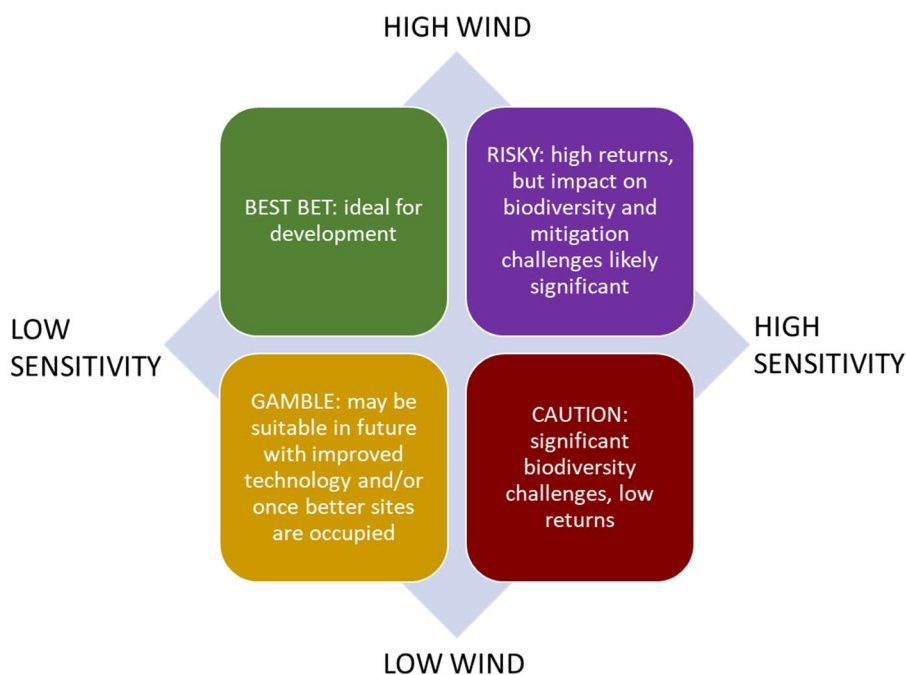 HIGH WIND
BEST BET: ideal for
development
RISKY: high returns,
but impact on
biodiversity and
mitigation
challenges likely
significant
LOW
SENSITIVITY
HIGH
SENSITIVITY
GAMBLE: may be
suitable in future
with improved
technology and/or
once better sites
are occupied
CAUTION:
significant
biodiversity
challenges, low
returns
LOW WIND